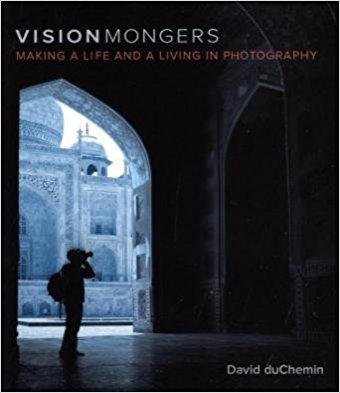 VISIONMONGERS
MAKING A LIFE AND A LIVING IN PHOTOGRAPHY
David duChemin